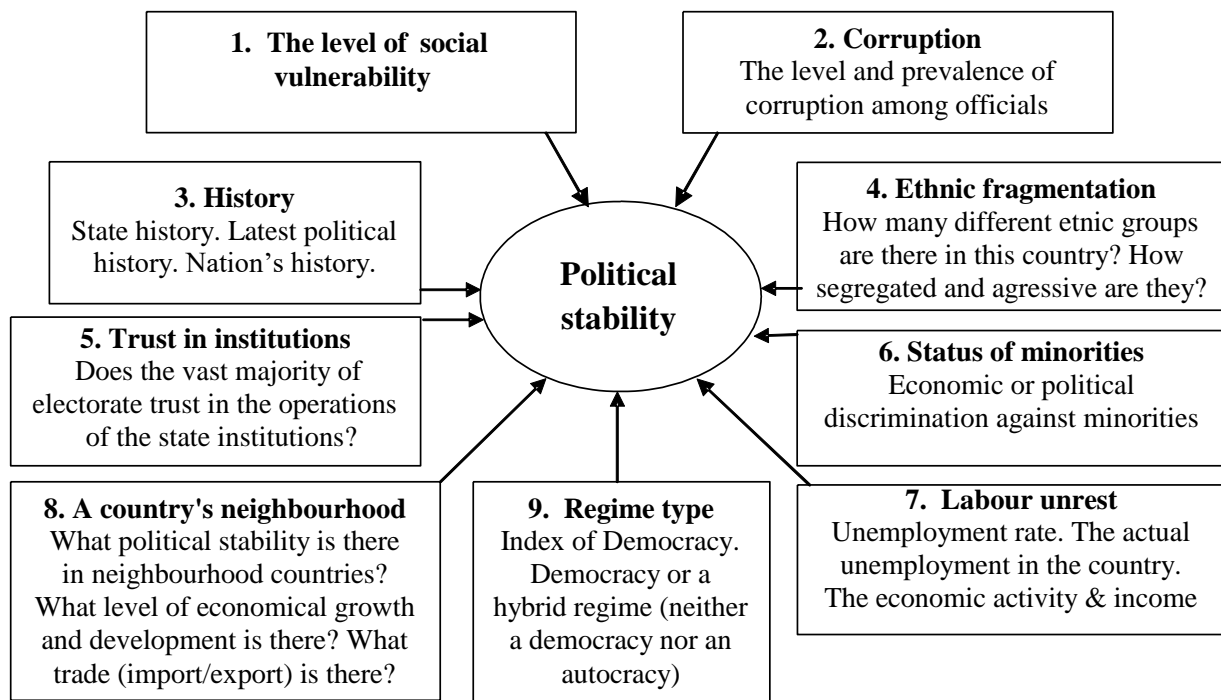 1. The level of social
vulnerability
2. Corruption
The level and prevalence of
corruption among officials
3. History
State history. Latest political
history. Nation's history.
4. Ethnic fragmentation
How many different etnic groups
are there in this country? How
segregated and agressive are they?
Political
stability
5. Trust in institutions
Does the vast majority of
electorate trust in the operations
of the state institutions?
6. Status of minorities
Economic or political
discrimination against minorities
8. A country's neighbourhood
What political stability is there
in neighbourhood countries?
What level of economical growth
and development is there? What
trade (import/export) is there?
9. Regime type
Index of Democracy.
Democracy or a
hybrid regime (neither
a democracy nor an
autocracy)
7. Labour unrest
Unemployment rate. The actual
unemployment in the country.
The economic activity & income